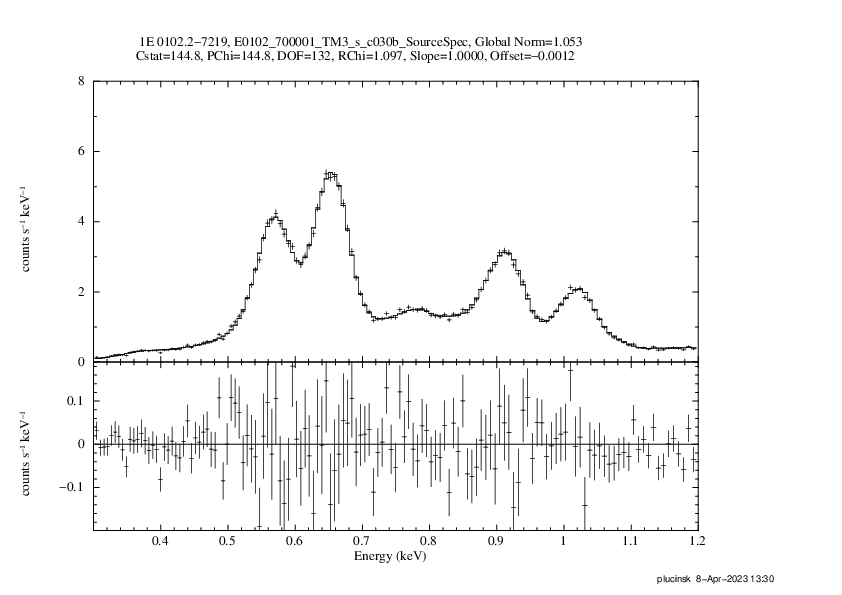 1E 0102.2−7219, E0102_700001_TM3_s_c030b_SourceSpec, Global Norm=1.053
Cstat=144.8, PChi=144.8, DOF=132, RChi=1.097, Slope=1.0000, Offset=−0.0012
8
6
counts s⁻¹ keV⁻¹
4
2
0
0.1
counts s⁻¹ keV⁻¹
0
−0.1
0.4 0.5 0.6 0.7 0.8 0.9 1 1.1 1.2
Energy (keV)
plucinsk 8−Apr−2023 13:30